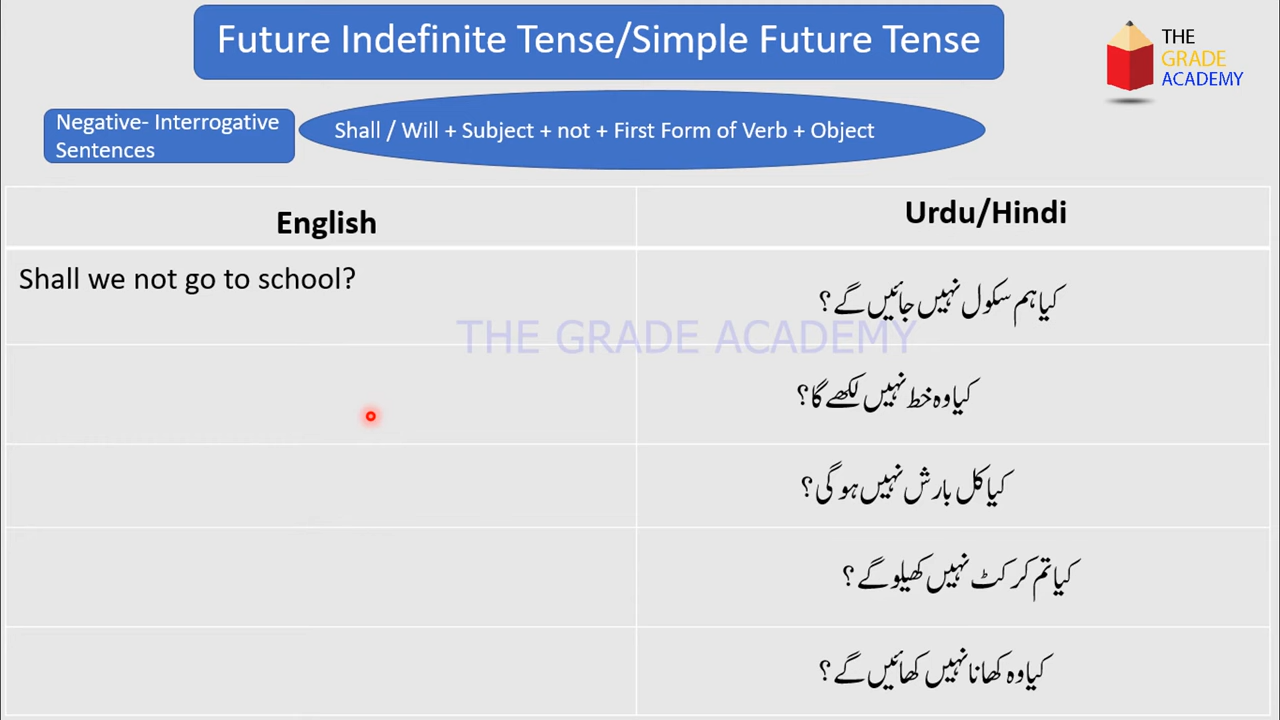 Future Indefinite Tense/Simple Future Tense
THE
GRADE
ACADEMY
Negative- Interrogative
Sentences
Shall / Will + Subject + not + First Form of Verb + Object
English
Urdu/Hindi
Shall we not go to school?
کیا ہم سکول نہیں جائیں گے؟
THE GRADE ACADEMY
کیا وہ خط نہیں لکھے گا؟
کیا کل بارش نہیں ہو گی؟
کیا تم کرکٹ نہیں کھیلو گے؟
کیا وہ کھانا نہیں کھائیں گے؟